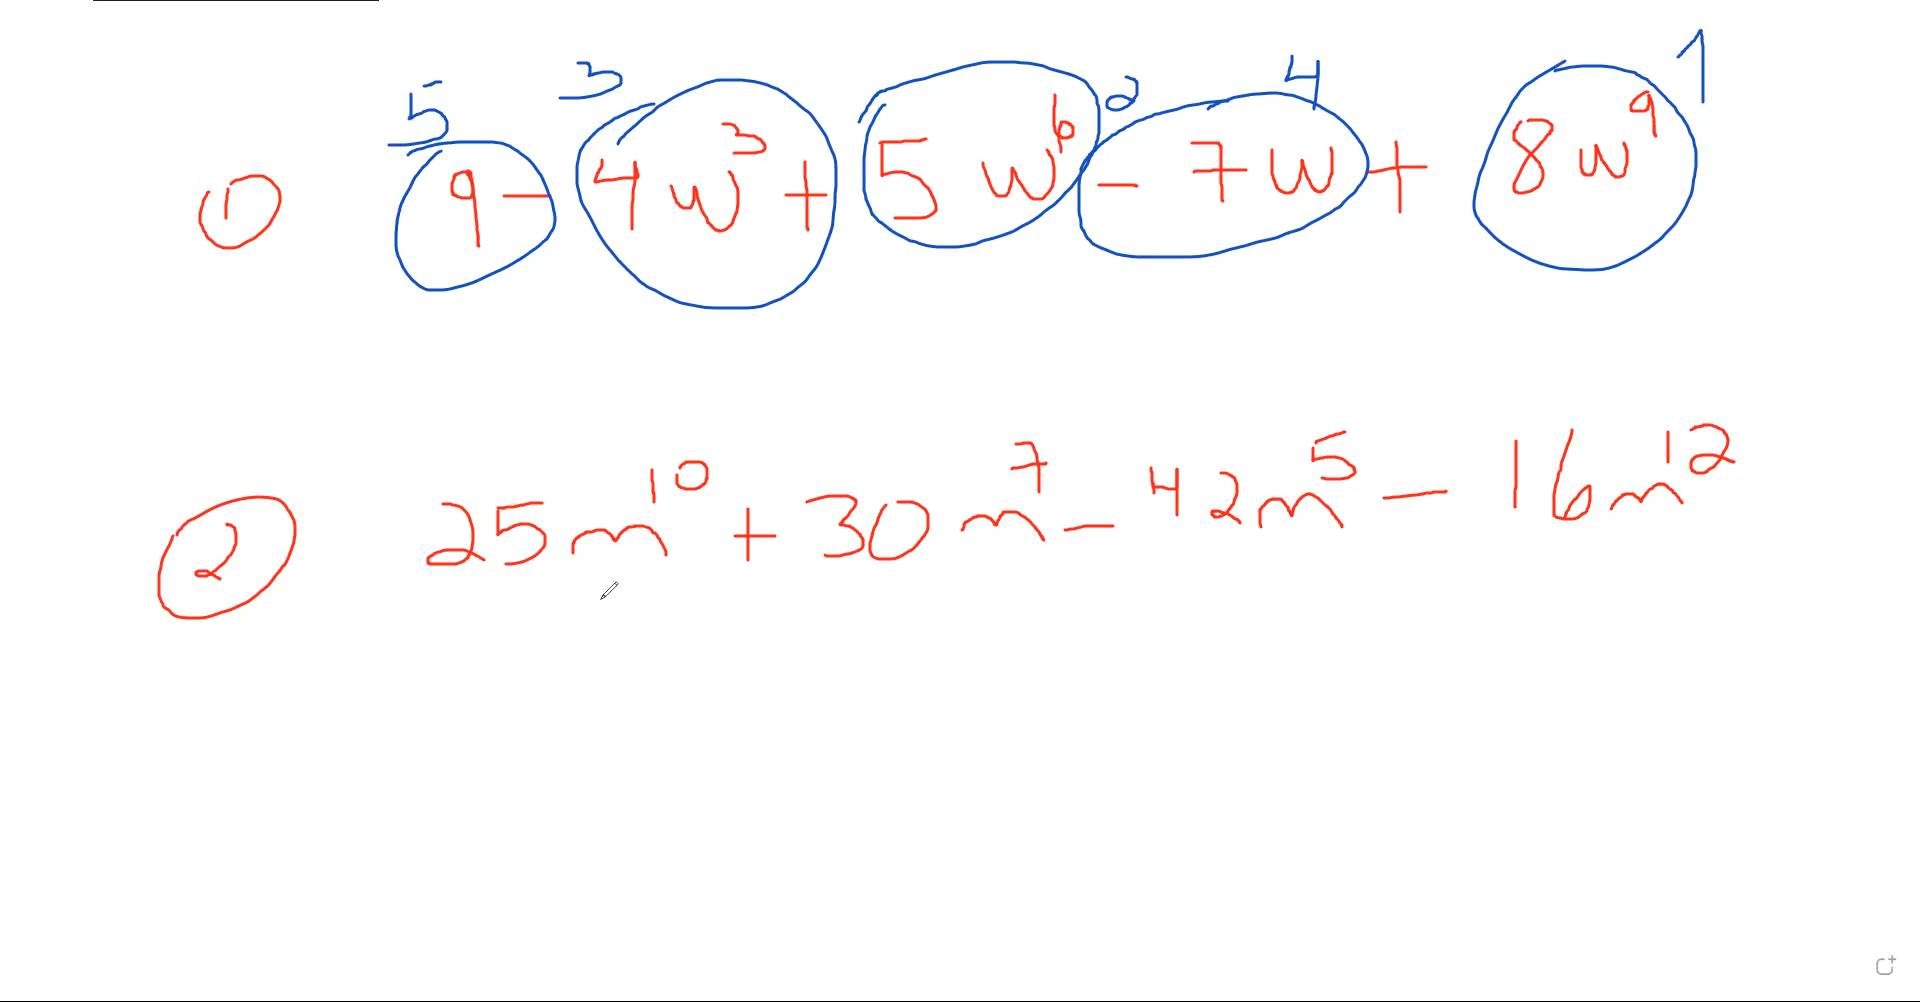 5 3 2 4 1
① 9 - 4w³ + 5w⁶ - 7w + 8w⁹
② 25m¹⁰ + 30m⁷ - 42m⁵ - 16m¹²